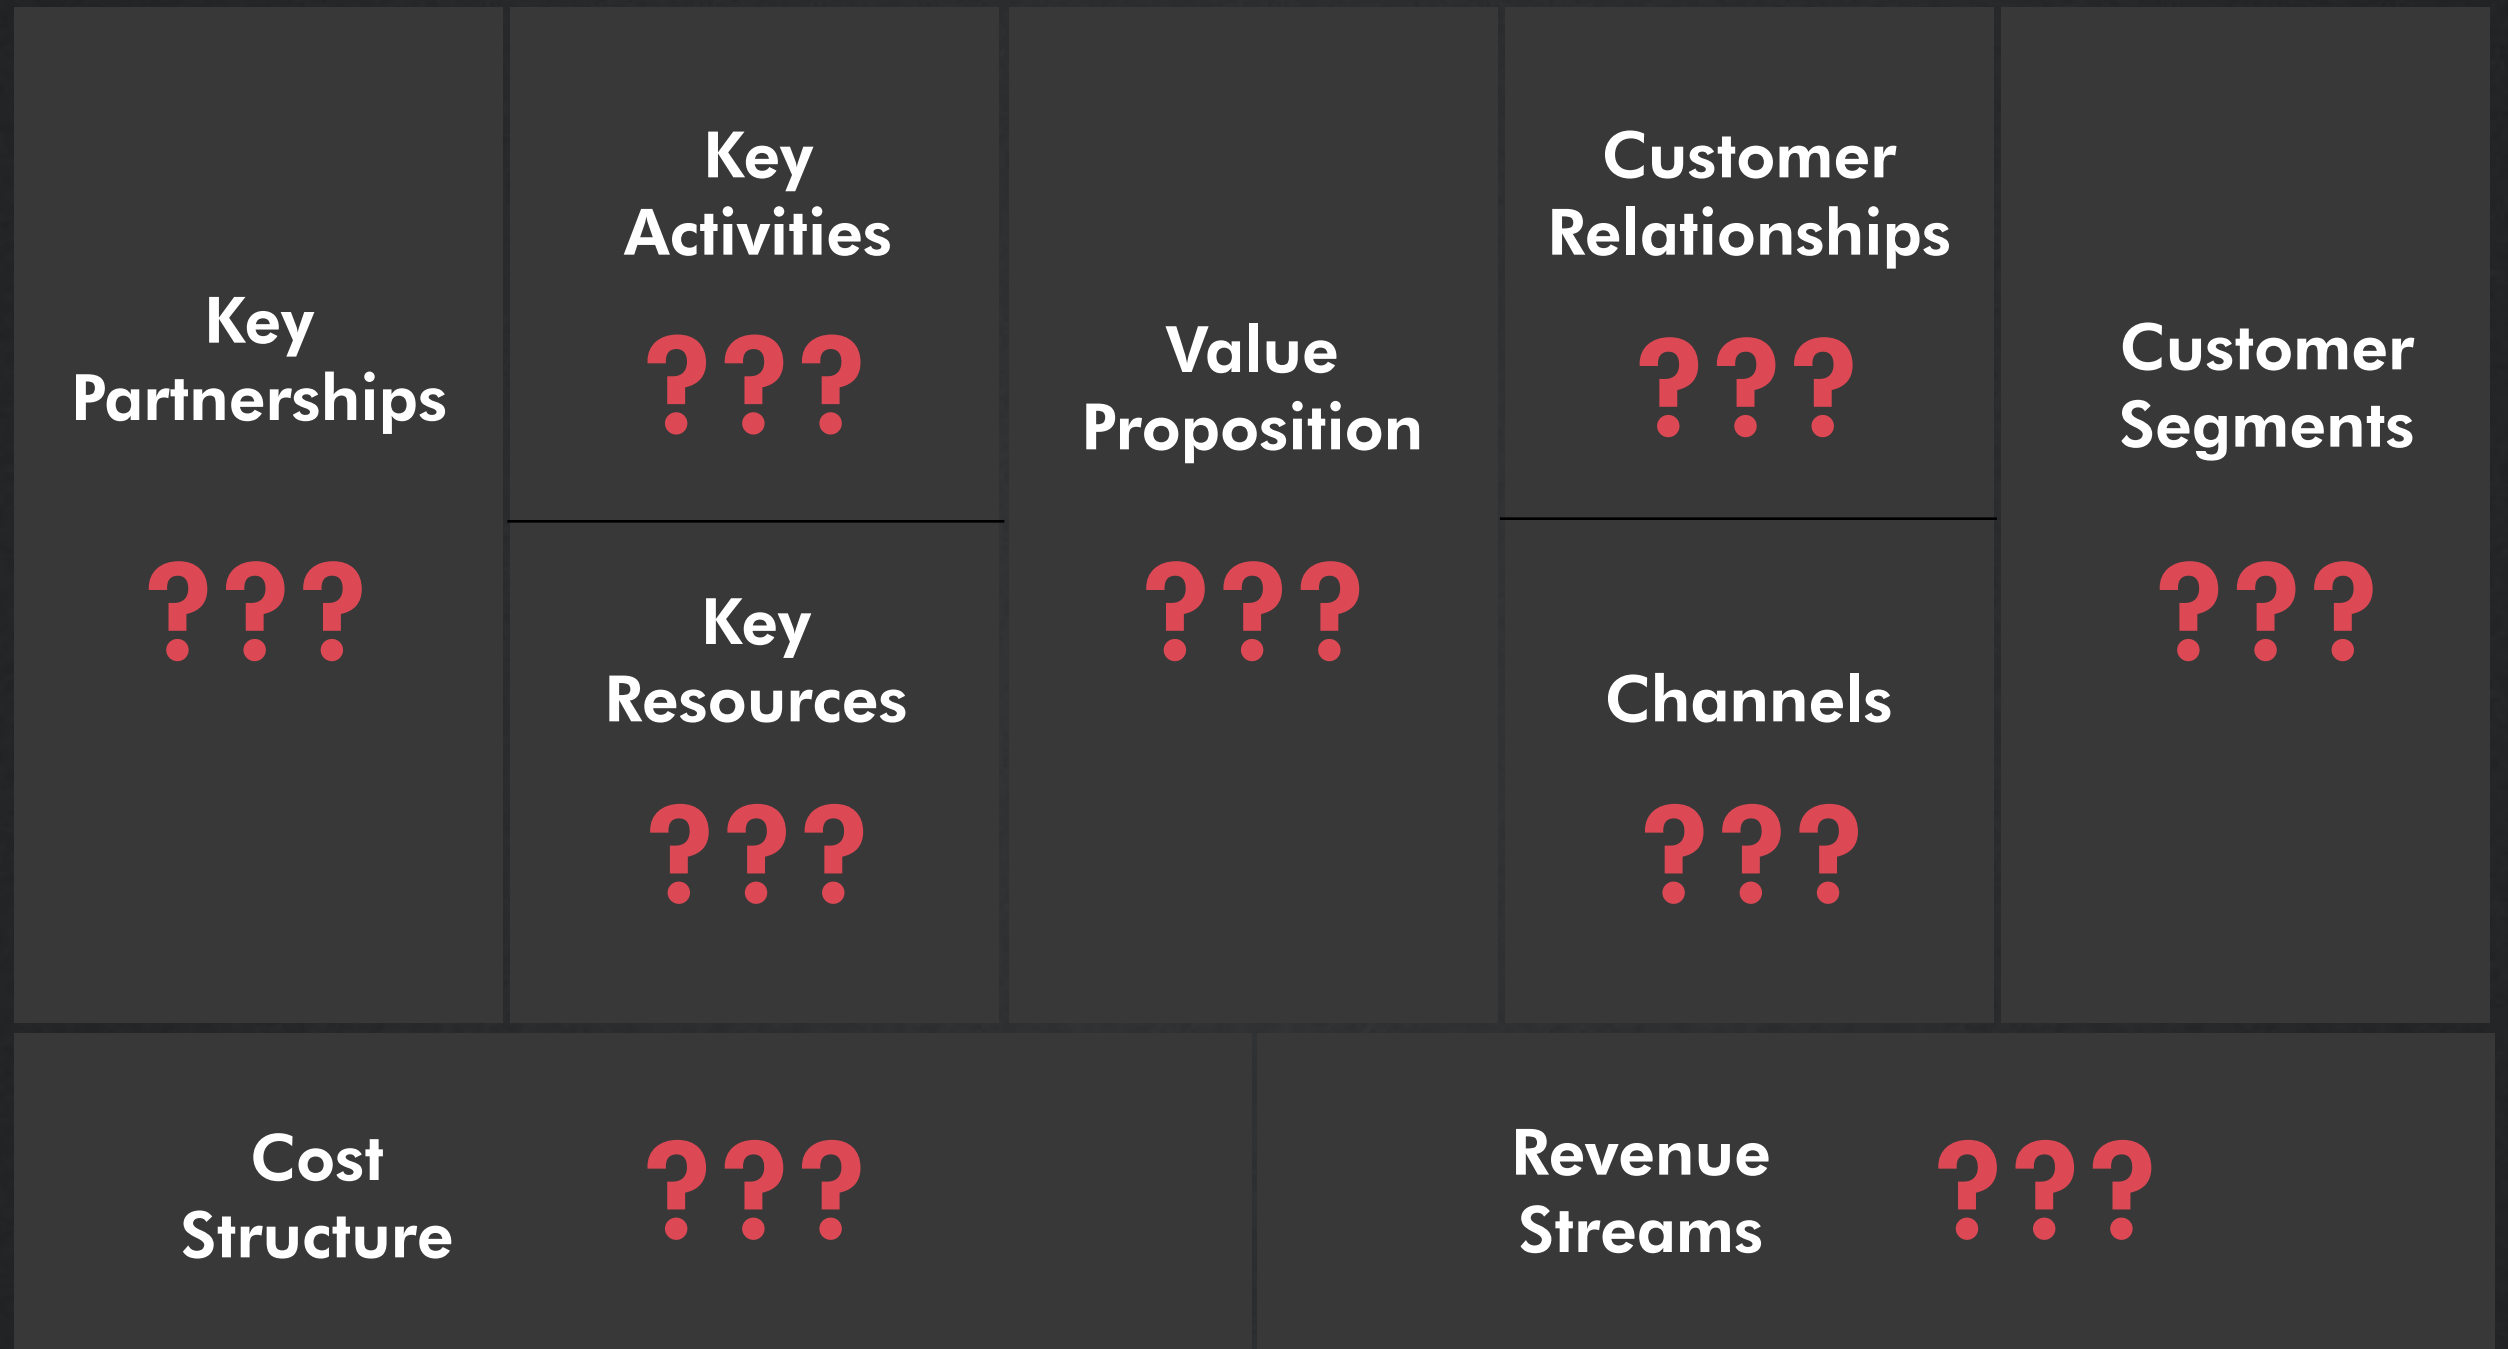 Key
Partnerships
???
Key
Activities
???
Key
Resources
???
Value
Proposition
???
Customer
Relationships
???
Channels
???
Customer
Segments
???
Cost
Structure
???
Revenue
Streams
???